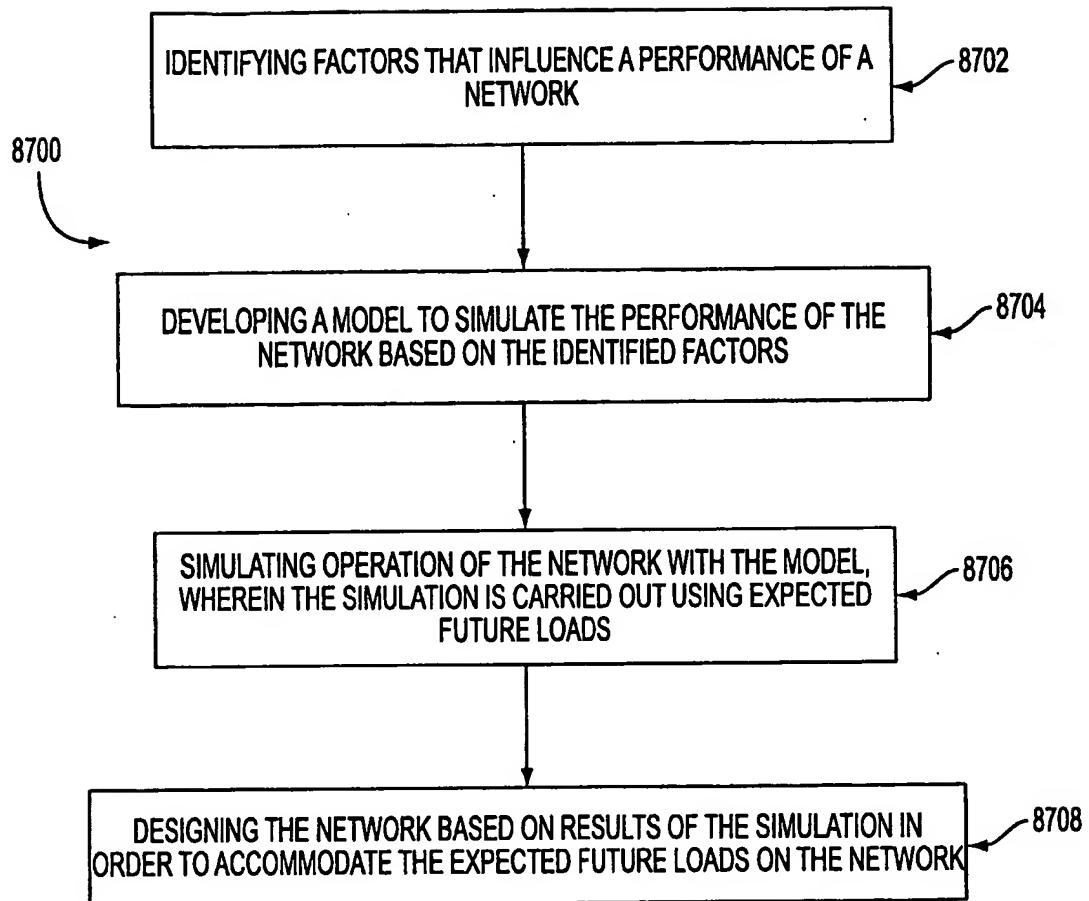 IDENTIFYING FACTORS THAT INFLUENCE A PERFORMANCE OF A
NETWORK
8702
8700
DEVELOPING A MODEL TO SIMULATE THE PERFORMANCE OF THE
NETWORK BASED ON THE IDENTIFIED FACTORS
8704
SIMULATING OPERATION OF THE NETWORK WITH THE MODEL,
WHEREIN THE SIMULATION IS CARRIED OUT USING EXPECTED
FUTURE LOADS
8706
DESIGNING THE NETWORK BASED ON RESULTS OF THE SIMULATION IN
ORDER TO ACCOMMODATE THE EXPECTED FUTURE LOADS ON THE NETWORK
8708